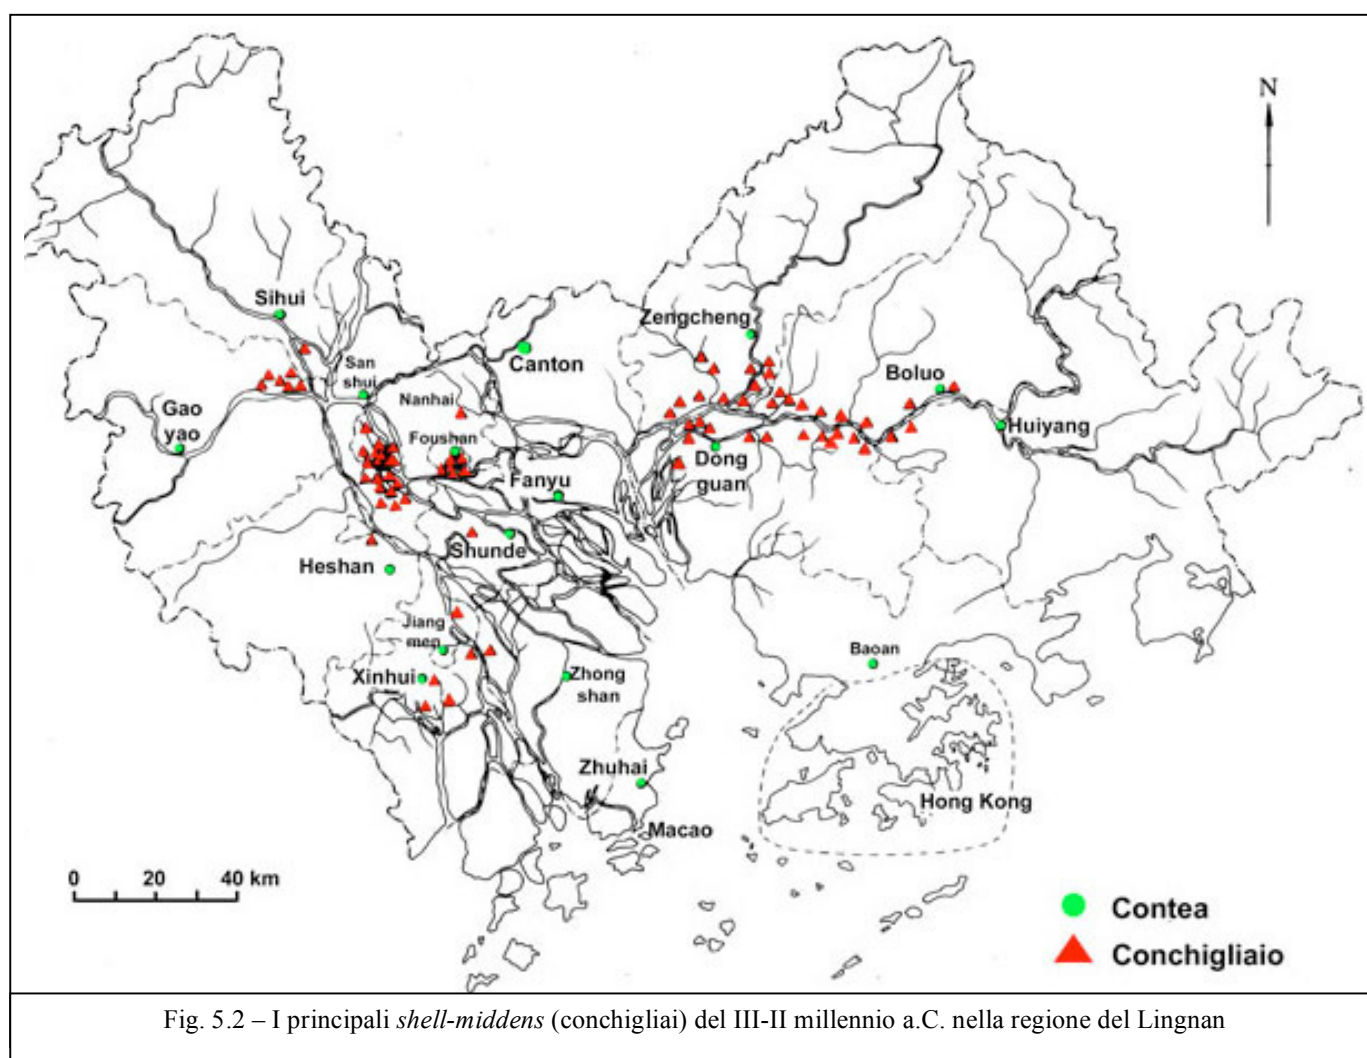 N
Sihui
Zengcheng
San
shui
Canton
Boluo
Nanhai
Gao
yao
Foushan
Huiyang
Dong
guan
Fanyu
Shunde
Heshan
Jiang
men
Baoan
Xinhui
Zhong
shan
Zhuhai
Hong Kong
Macao
0 20 40 km
Contea
Conchigliaio
Fig. 5.2 – I principali shell-middens (conchigliai) del III-II millennio a.C. nella regione del Lingnan